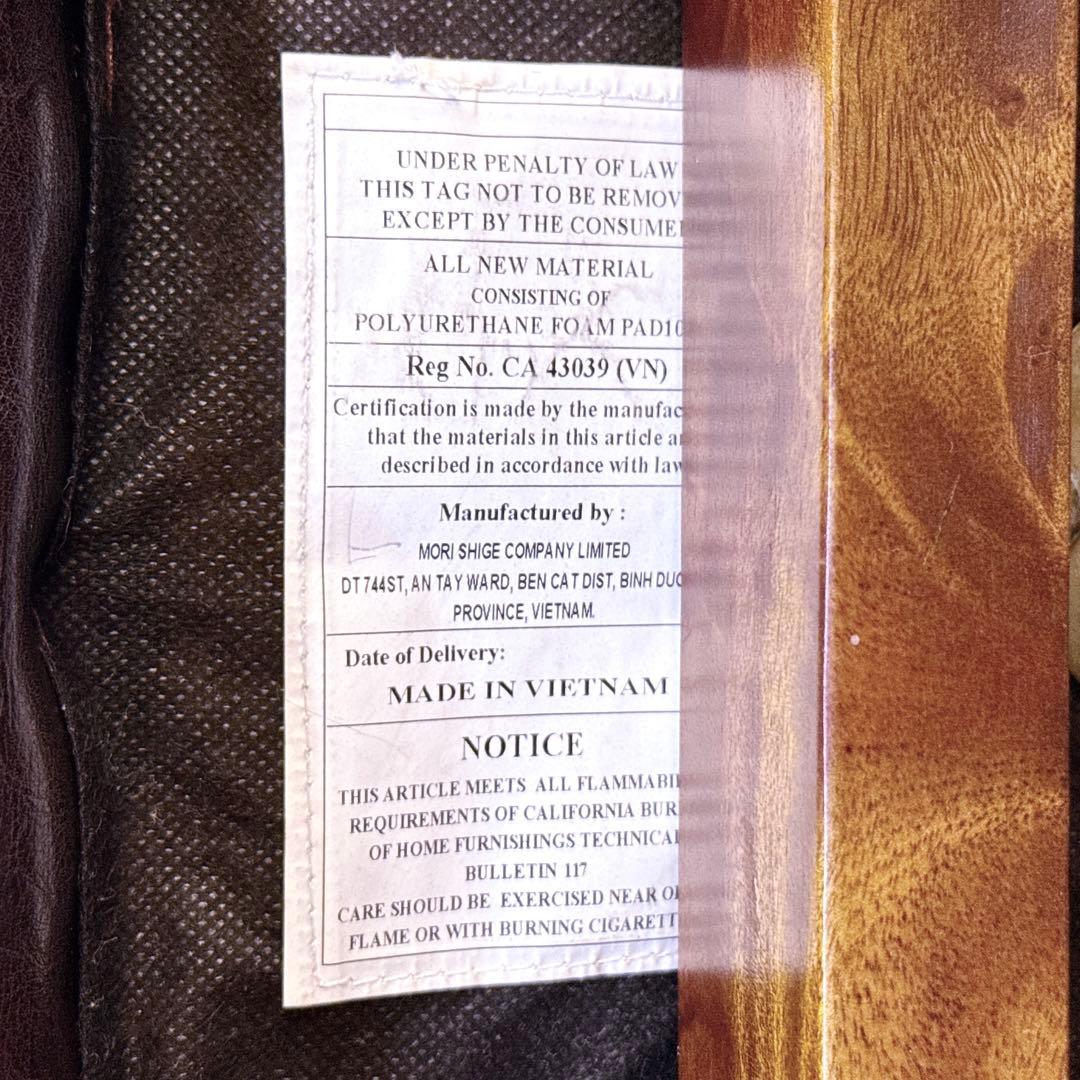 UNDER PENALTY OF LAW
THIS TAG NOT TO BE REMOV
EXCEPT BY THE CONSUME
ALL NEW MATERIAL
CONSISTING OF
POLYURETHANE FOAM PAD10
Reg No. CA 43039 (VN)
Certification is made by the manufac
that the materials in this article a
described in accordance with law
Manufactured by :
MORI SHIGE COMPANY LIMITED
DT 744ST, AN TAY WARD, BEN CAT DIST, BINH DUO
PROVINCE, VIETNAM.
Date of Delivery:
MADE IN VIETNAM
NOTICE
THIS ARTICLE MEETS ALL FLAMMABI
REQUIREMENTS OF CALIFORNIA BUR
OF HOME FURNISHINGS TECHNICAL
BULLETIN 117
CARE SHOULD BE EXERCISED NEAR O
FLAME OR WITH BURNING CIGARETT